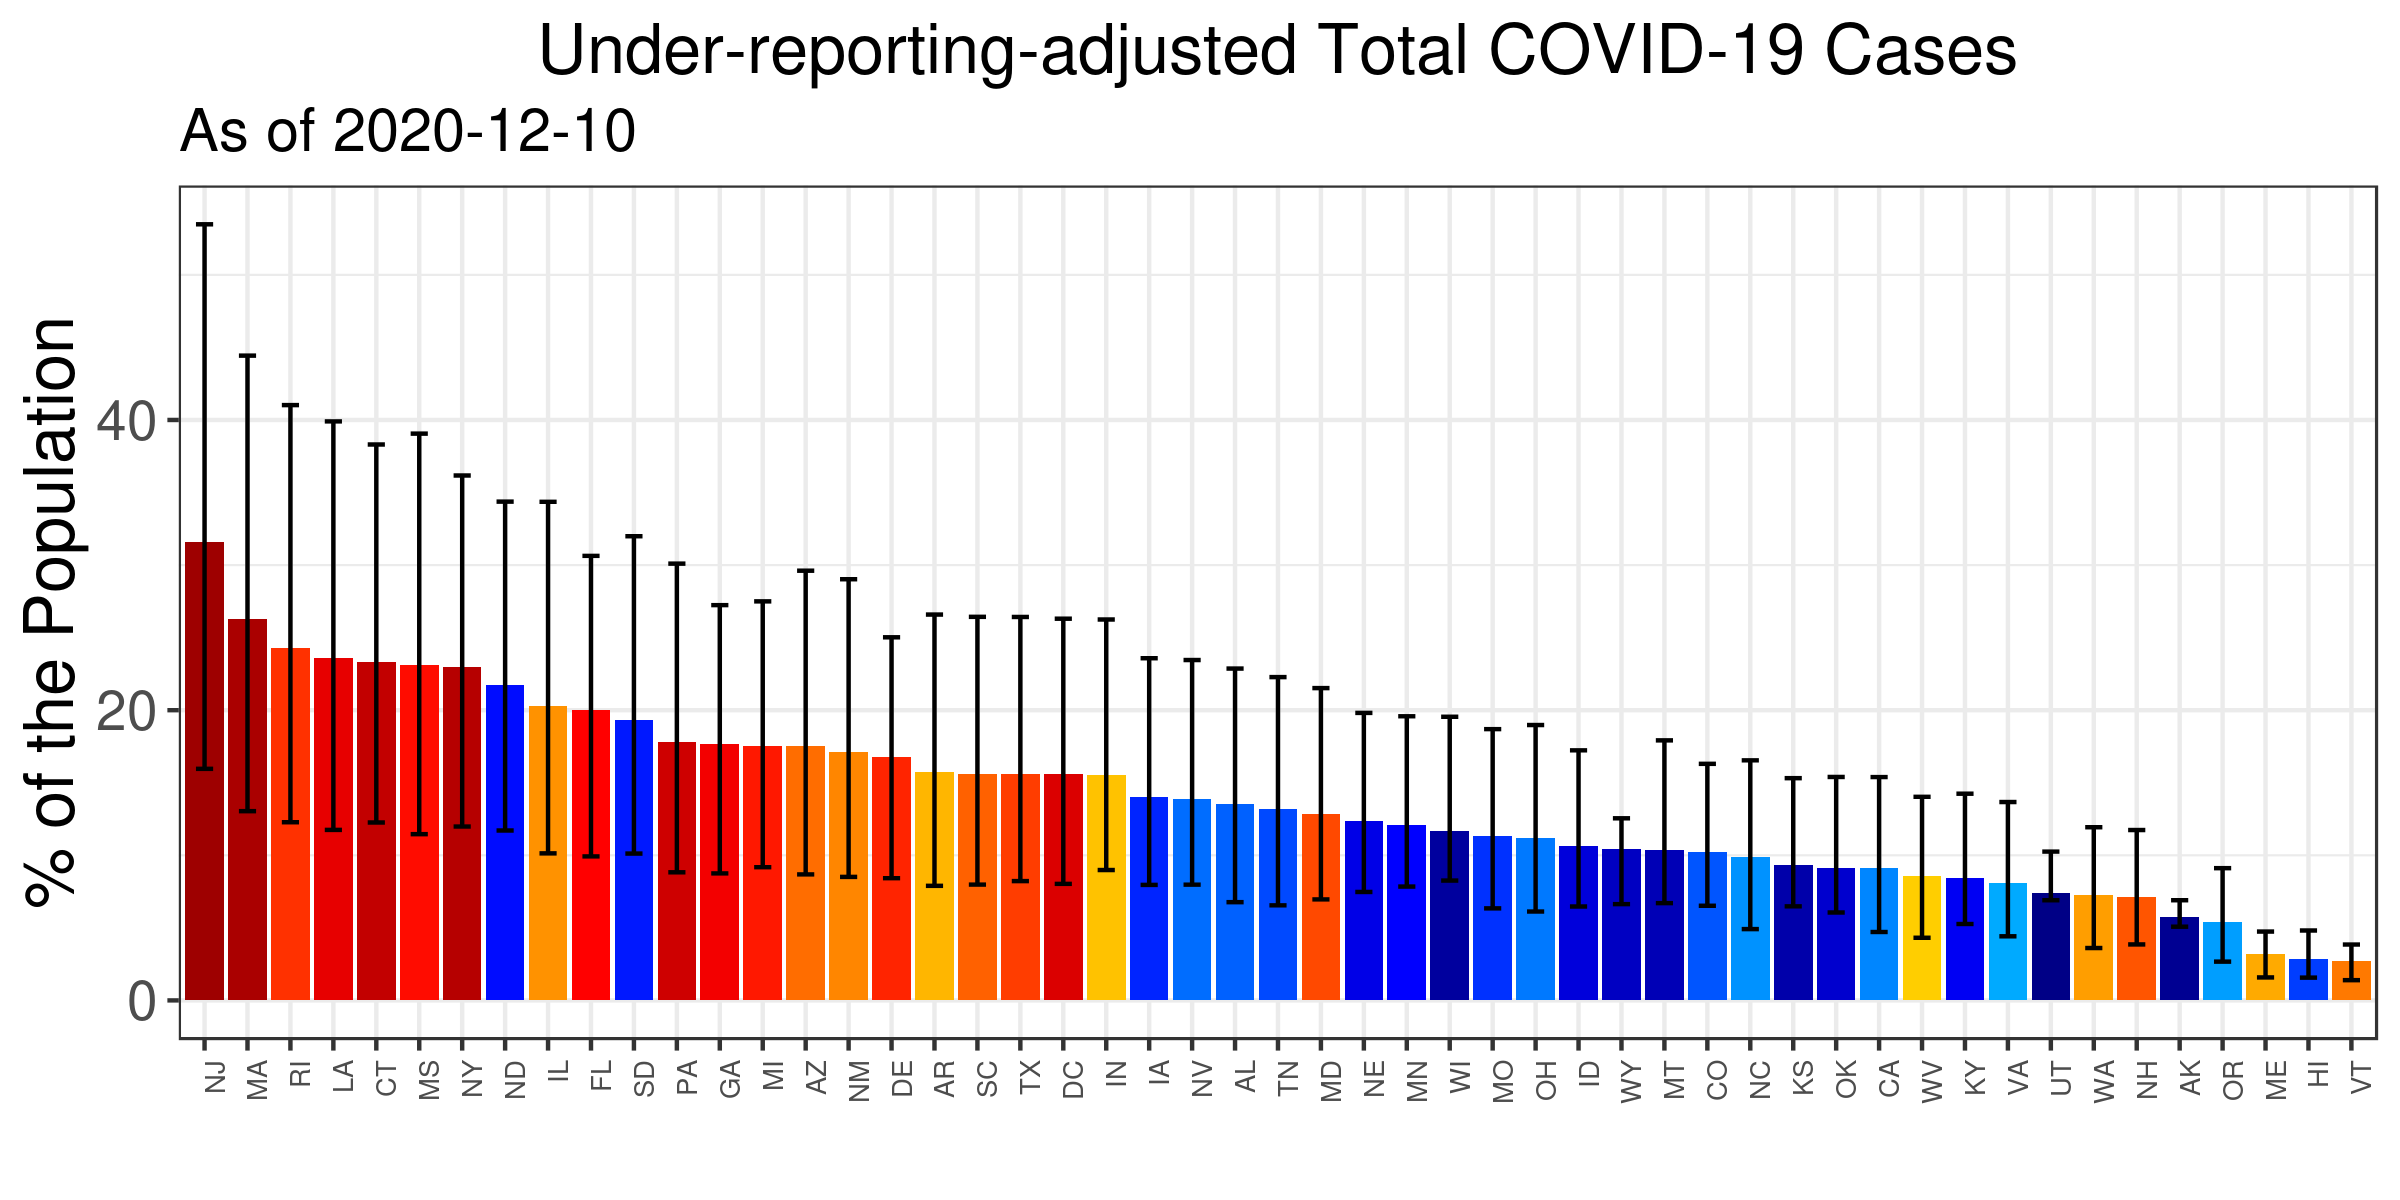 Under-reporting-adjusted Total COVID-19 Cases
As of 2020-12-10
% of the Population
40
20
0
NJ MA RI LA CT MS NY ND IL FL SD PA GA MI AZ NM DE AR SC TX DC IN IA NV AL TN MD NE MN WI MO OH ID WY MT CO NC KS OK CA WV KY VA UT WA NH AK OR ME HI VT